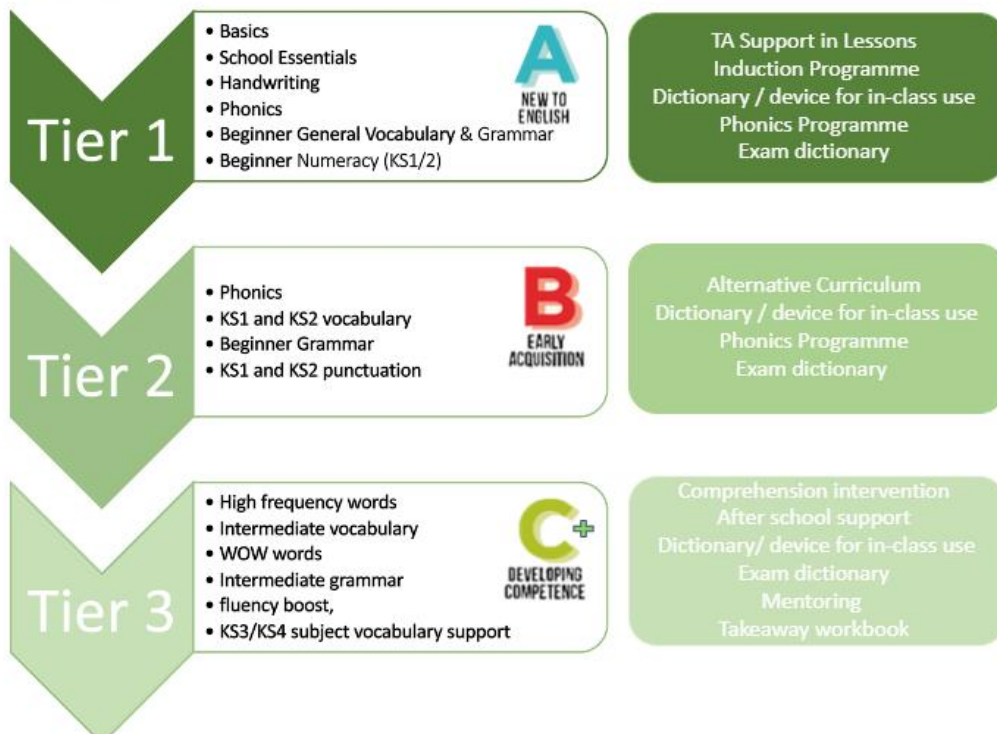 Tier 1
• Basics
• School Essentials
• Handwriting
• Phonics
• Beginner General Vocabulary & Grammar
• Beginner Numeracy (KS1/2)
A
NEW TO
ENGLISH
TA Support in Lessons
Induction Programme
Dictionary / device for in-class use
Phonics Programme
Exam dictionary
Tier 2
• Phonics
• KS1 and KS2 vocabulary
• Beginner Grammar
• KS1 and KS2 punctuation
B
EARLY
ACQUISITION
Alternative Curriculum
Dictionary / device for in-class use
Phonics Programme
Exam dictionary
Tier 3
• High frequency words
• Intermediate vocabulary
• WOW words
• Intermediate grammar
• fluency boost,
• KS3/KS4 subject vocabulary support
C+
DEVELOPING
COMPETENCE
Comprehension intervention
After school support
Dictionary/ device for in-class use
Exam dictionary
Mentoring
Takeaway workbook